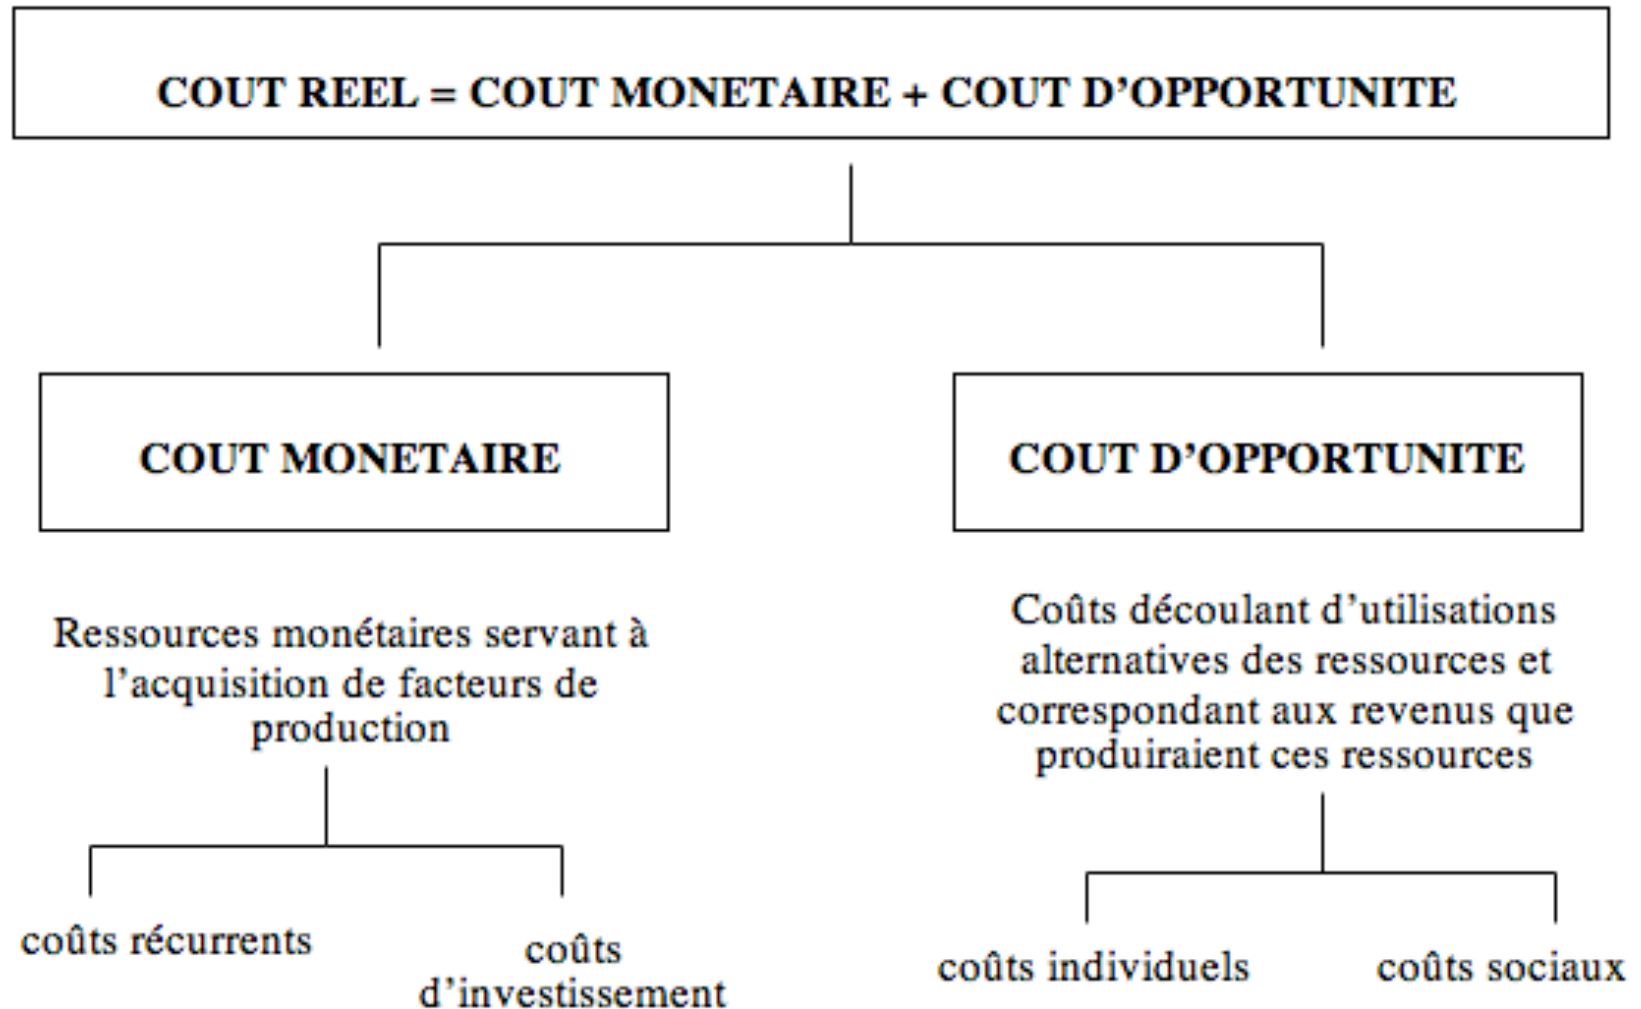 COUT REEL = COUT MONETAIRE + COUT D’OPPORTUNITE
COUT MONETAIRE
Ressources monétaires servant à
l’acquisition de facteurs de
production
coûts récurrents
coûts
d’investissement
COUT D’OPPORTUNITE
Coûts découlant d’utilisations
alternatives des ressources et
correspondant aux revenus que
produiraient ces ressources
coûts individuels
coûts sociaux